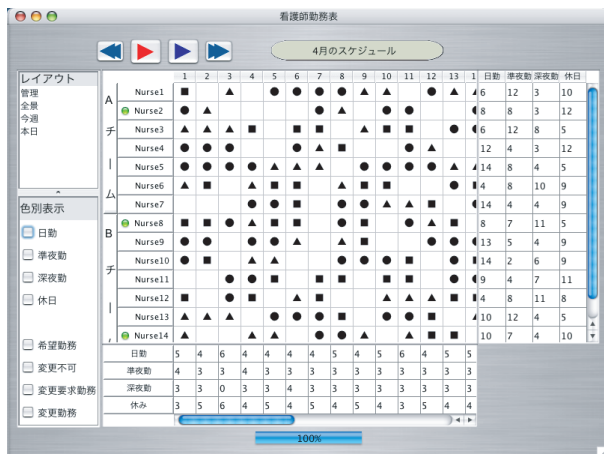 看護師勤務表
4月のスケジュール
レイアウト
管理
全景
今週
本日
色別表示
日勤
準夜勤
深夜勤
休日
希望勤務
変更不可
変更要求勤務
変更勤務
1 2 3 4 5 6 7 8 9 10 11 12 13 日勤 準夜勤 深夜勤 休日
Aチーム
Nurse1 6 12 3 10
Nurse2 8 8 3 12
Nurse3 6 12 8 5
Nurse4 12 4 3 12
Nurse5 14 8 4 5
Nurse6 4 8 10 9
Nurse7 14 4 4 9
Bチー
Nurse8 8 7 11 5
Nurse9 13 5 4 9
Nurse10 14 2 6 9
Nurse11 9 4 7 11
Nurse12 4 8 11 8
Nurse13 10 12 4 5
Nurse14 10 7 4 10
日勤 5 4 6 4 4 4 4 5 4 5 6 4 5 5
準夜勤 4 3 3 4 3 3 3 3 3 3 3 3 3 3
深夜勤 3 3 0 3 3 4 3 3 3 3 3 3 3 3
休み 3 5 6 4 5 4 5 4 5 4 3 5 4 4
100%